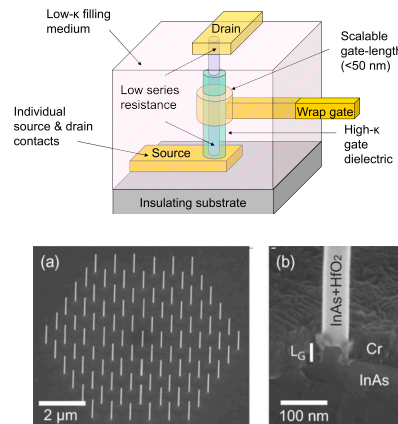 Low-κ filling
medium
Drain
Scalable
gate-length
(<50 nm)
Low series
resistance
Individual
source & drain
contacts
Wrap gate
High-κ
gate
dielectric
Source
Insulating substrate
(a)
2 µm
(b)
InAs+HfO₂
L_G
Cr
InAs
100 nm